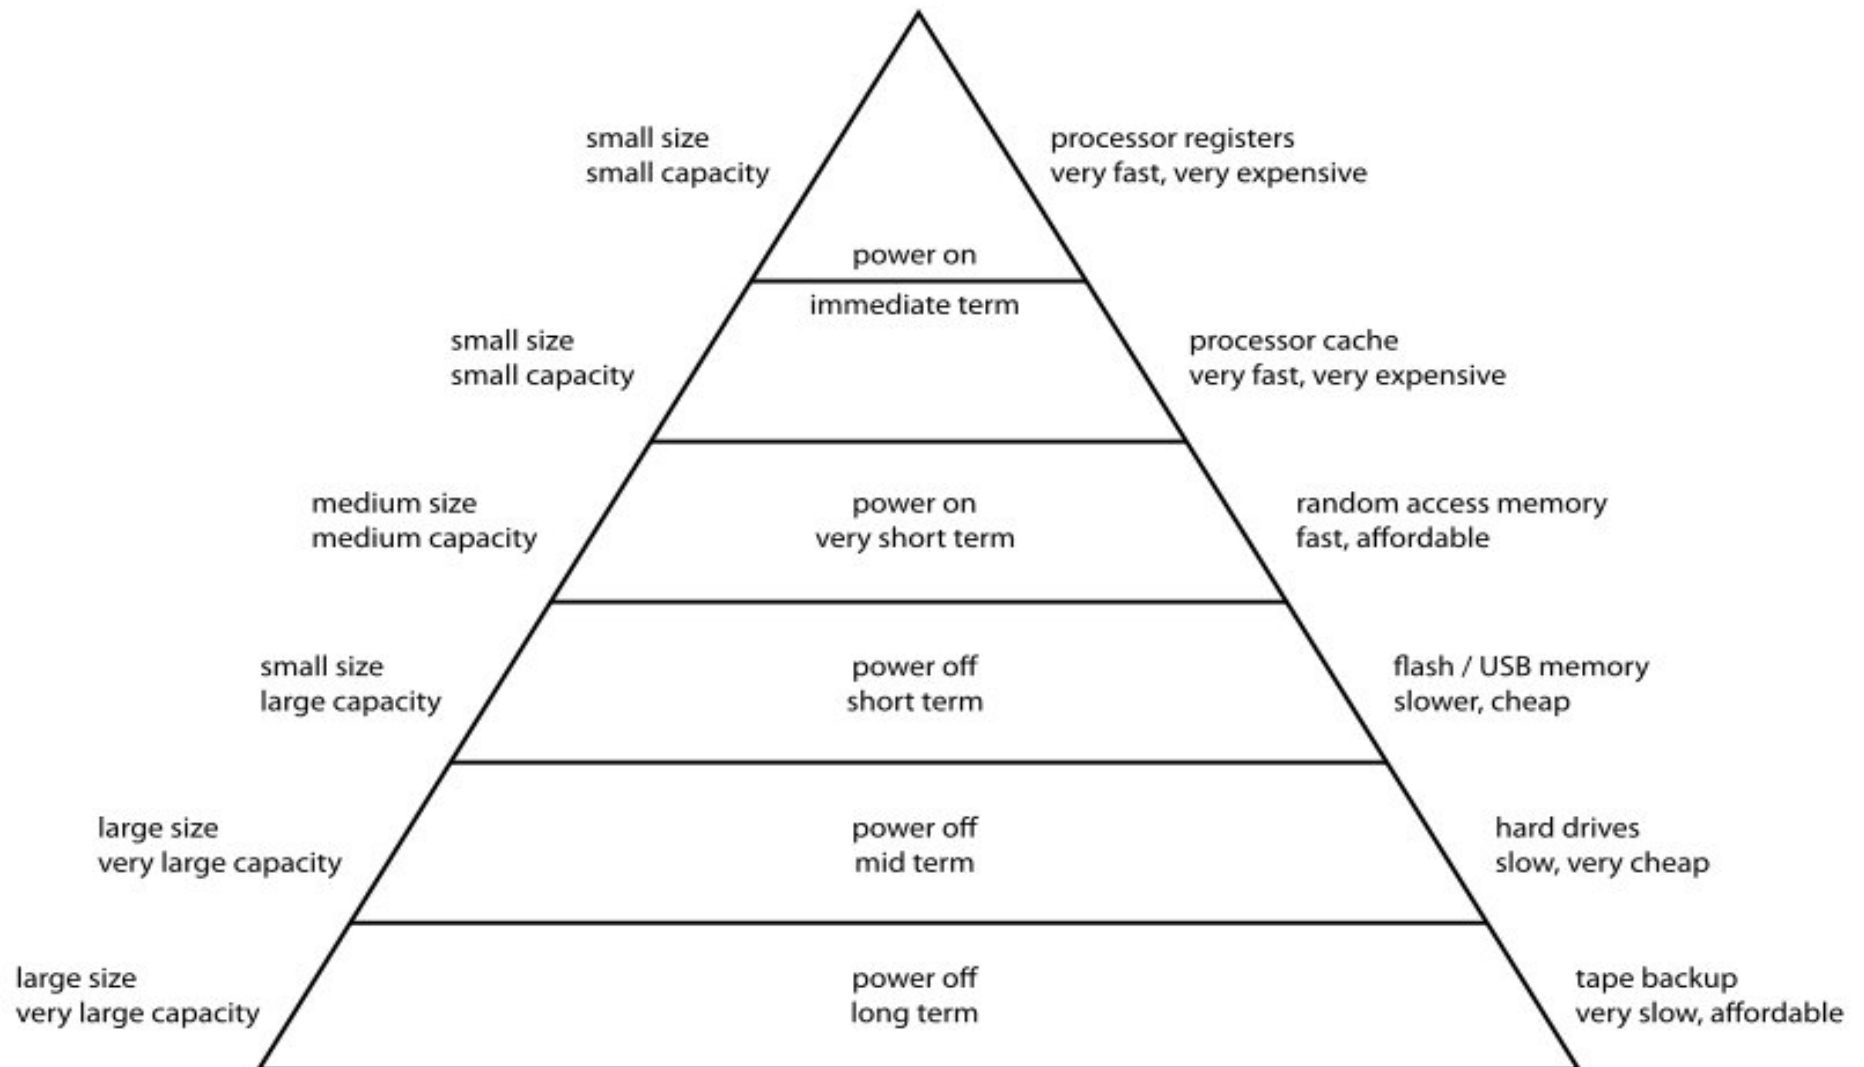 small size
small capacity
processor registers
very fast, very expensive
power on
immediate term
small size
small capacity
processor cache
very fast, very expensive
medium size
medium capacity
power on
very short term
random access memory
fast, affordable
small size
large capacity
power off
short term
flash / USB memory
slower, cheap
large size
very large capacity
power off
mid term
hard drives
slow, very cheap
large size
very large capacity
power off
long term
tape backup
very slow, affordable